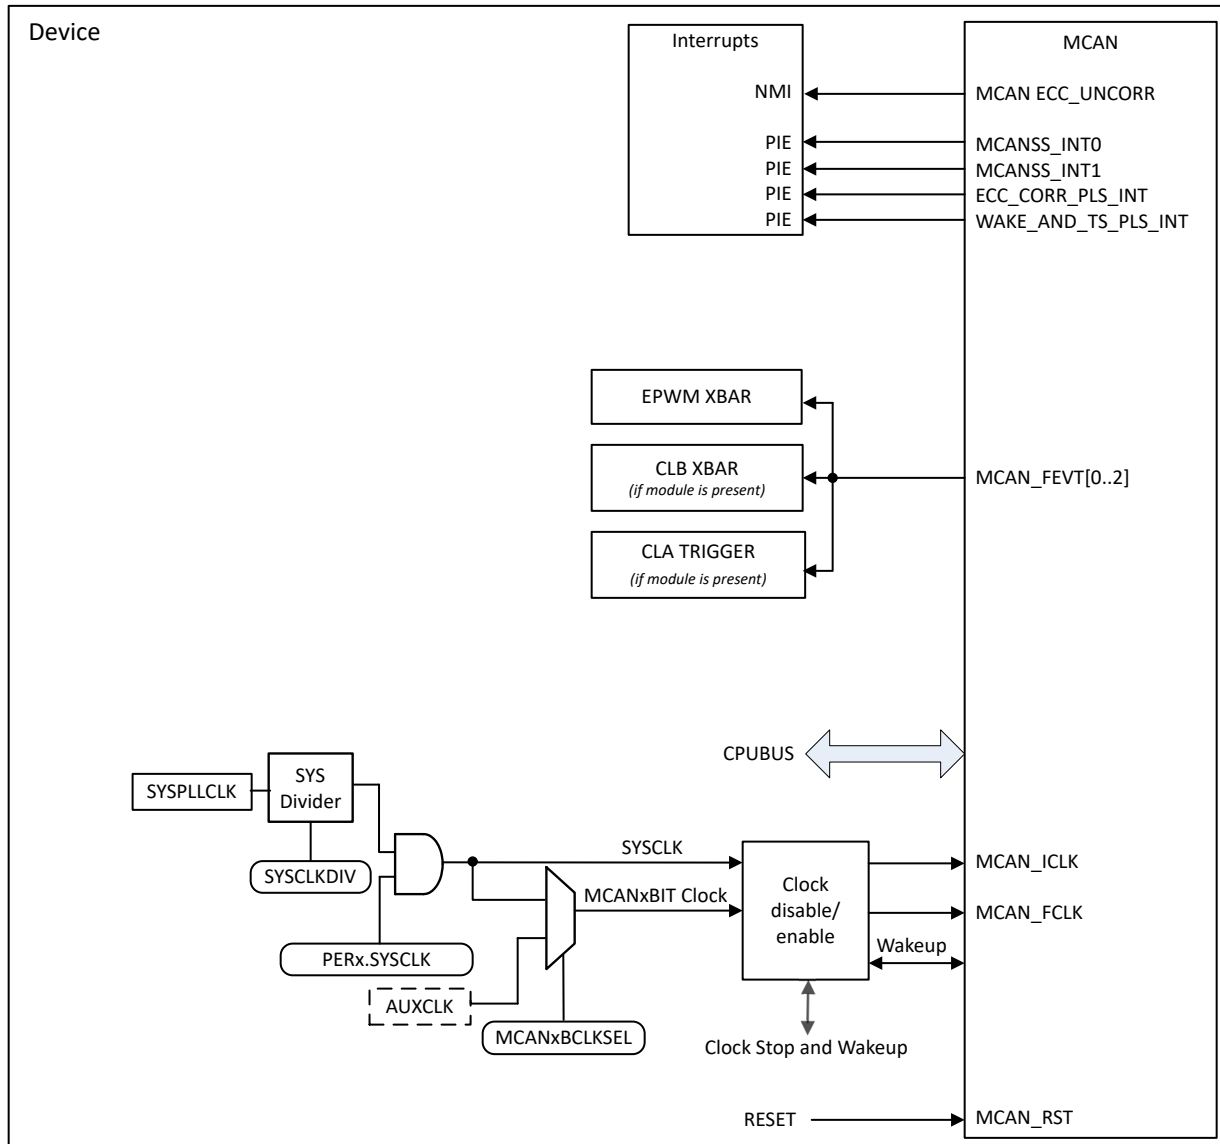 Device
Interrupts
MCAN
NMI
MCAN ECC_UNCORR
PIE
MCANSS_INT0
PIE
MCANSS_INT1
PIE
ECC_CORR_PLS_INT
PIE
WAKE_AND_TS_PLS_INT
EPWM XBAR
CLB XBAR
(if module is present)
MCAN_FEVT[0..2]
CLA TRIGGER
(if module is present)
CPUBUS
SYSPLLCLK
SYS
Divider
SYSCLKDIV
PERx.SYSCLK
AUXCLK
MCANxBCLKSEL
SYSCLK
MCANxBIT Clock
Clock
disable/
enable
MCAN_ICLK
MCAN_FCLK
Wakeup
Clock Stop and Wakeup
RESET
MCAN_RST